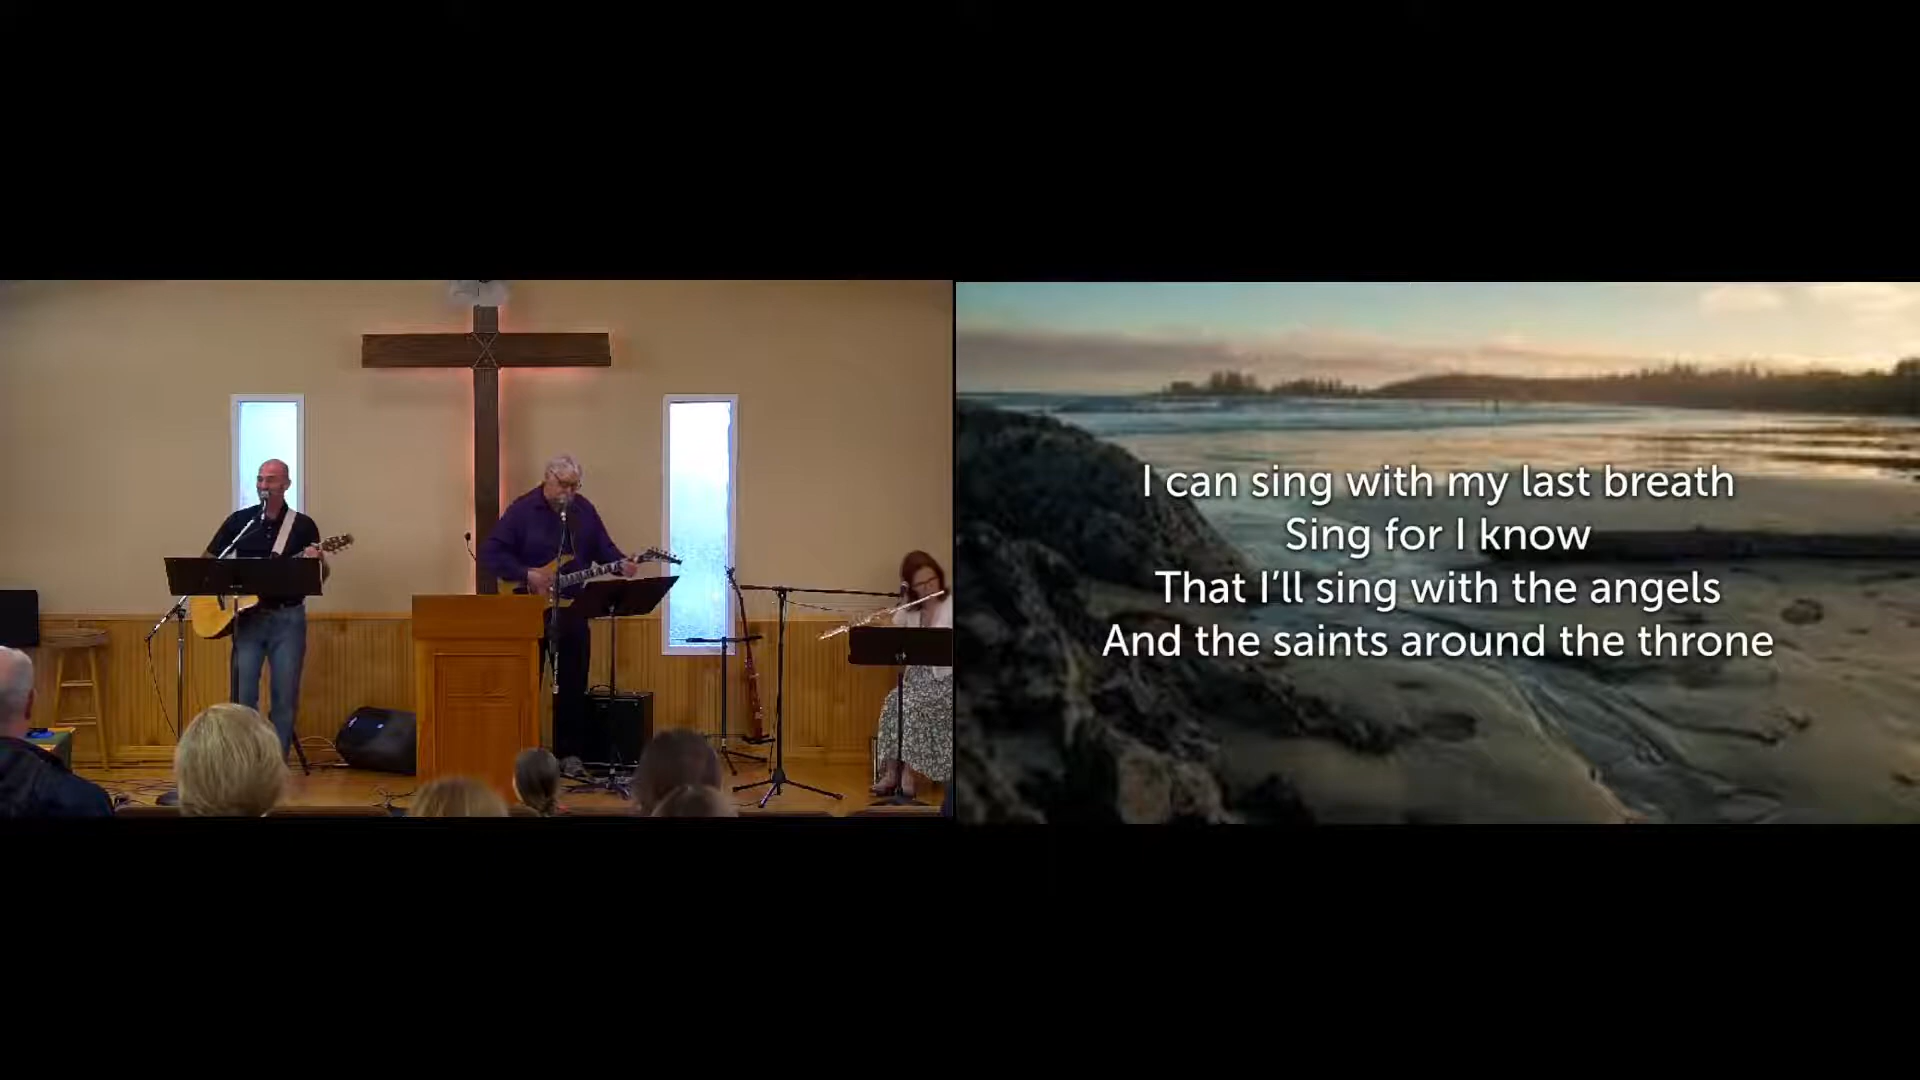 I can sing with my last breath
Sing for I know
That I’ll sing with the angels
And the saints around the throne